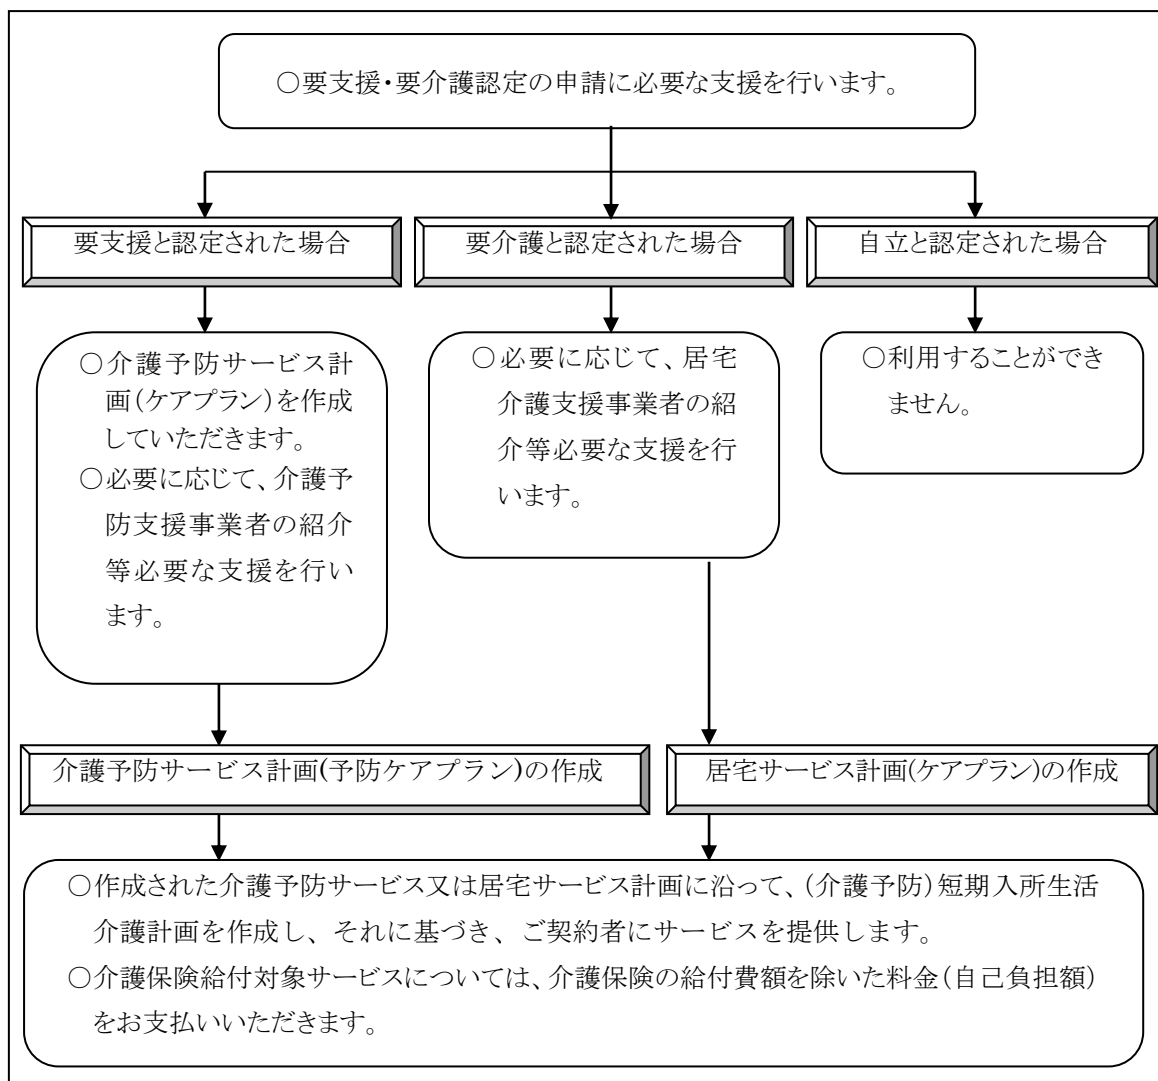 ○要支援・要介護認定の申請に必要な支援を行います。
要支援と認定された場合
要介護と認定された場合
自立と認定された場合
○介護予防サービス計
画(ケアプラン)を作成
していただきます。
○必要に応じて、介護予
防支援事業者の紹介
等必要な支援を行い
ます。
○必要に応じて、居宅
介護支援事業者の紹
介等必要な支援を行
います。
○利用することができ
ません。
介護予防サービス計画(予防ケアプラン)の作成
居宅サービス計画(ケアプラン)の作成
○作成された介護予防サービス又は居宅サービス計画に沿って、(介護予防)短期入所生活
介護計画を作成し、それに基づき、ご契約者にサービスを提供します。
○介護保険給付対象サービスについては、介護保険の給付費額を除いた料金(自己負担額)
をお支払いいただきます。